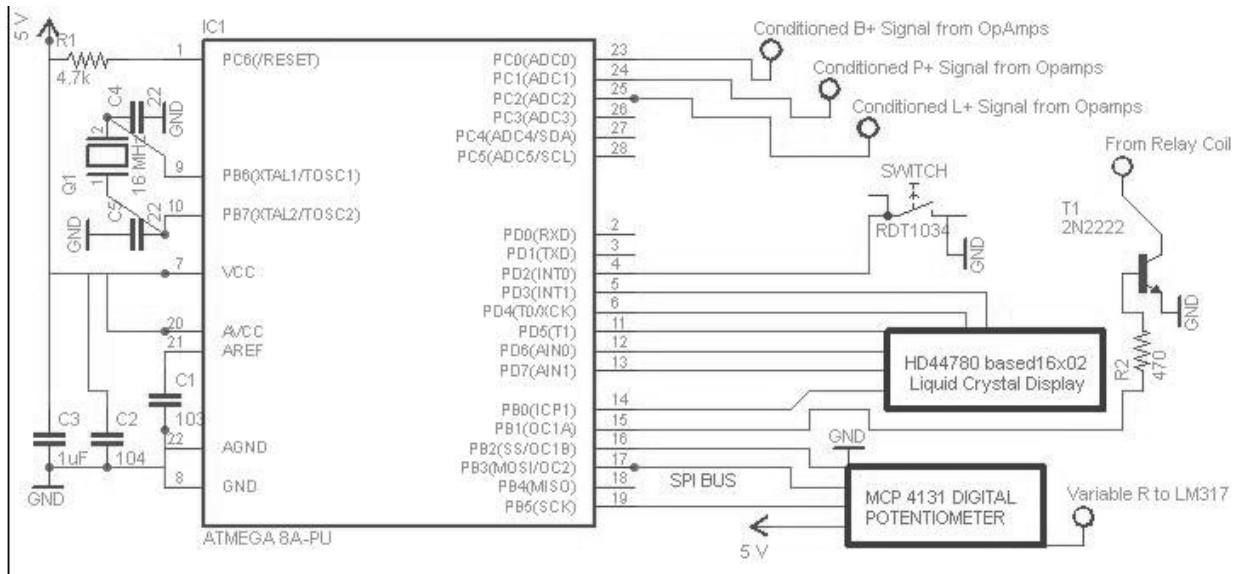 5 V
R1
4.7k
IC1
C4
22
GND
2
16 MHz
Q1
1
C5
22
GND
1
9
10
7
20
21
22
8
PC6(/RESET)
PB6(XTAL1/TOSC1)
PB7(XTAL2/TOSC2)
VCC
AVCC
AREF
AGND
GND
C1
103
C3
1uF
C2
104
GND
PC0(ADC0)
PC1(ADC1)
PC2(ADC2)
PC3(ADC3)
PC4(ADC4/SDA)
PC5(ADC5/SCL)
PD0(RXD)
PD1(TXD)
PD2(INT0)
PD3(INT1)
PD4(T0/XCK)
PD5(T1)
PD6(AIN0)
PD7(AIN1)
PB0(ICP1)
PB1(OC1A)
PB2(SS/OC1B)
PB3(MOSI/OC2)
PB4(MISO)
PB5(SCK)
23
24
25
26
27
28
2
3
4
5
6
11
12
13
14
15
16
17
18
19
ATMEGA 8A-PU
Conditioned B+ Signal from OpAmps
Conditioned P+ Signal from Opamps
Conditioned L+ Signal from Opamps
SWITCH
RDT1034
GND
From Relay Coil
T1
2N2222
GND
R2
470
HD44780 based16x02
Liquid Crystal Display
GND
SPI BUS
MCP 4131 DIGITAL
POTENTIOMETER
5 V
Variable R to LM317